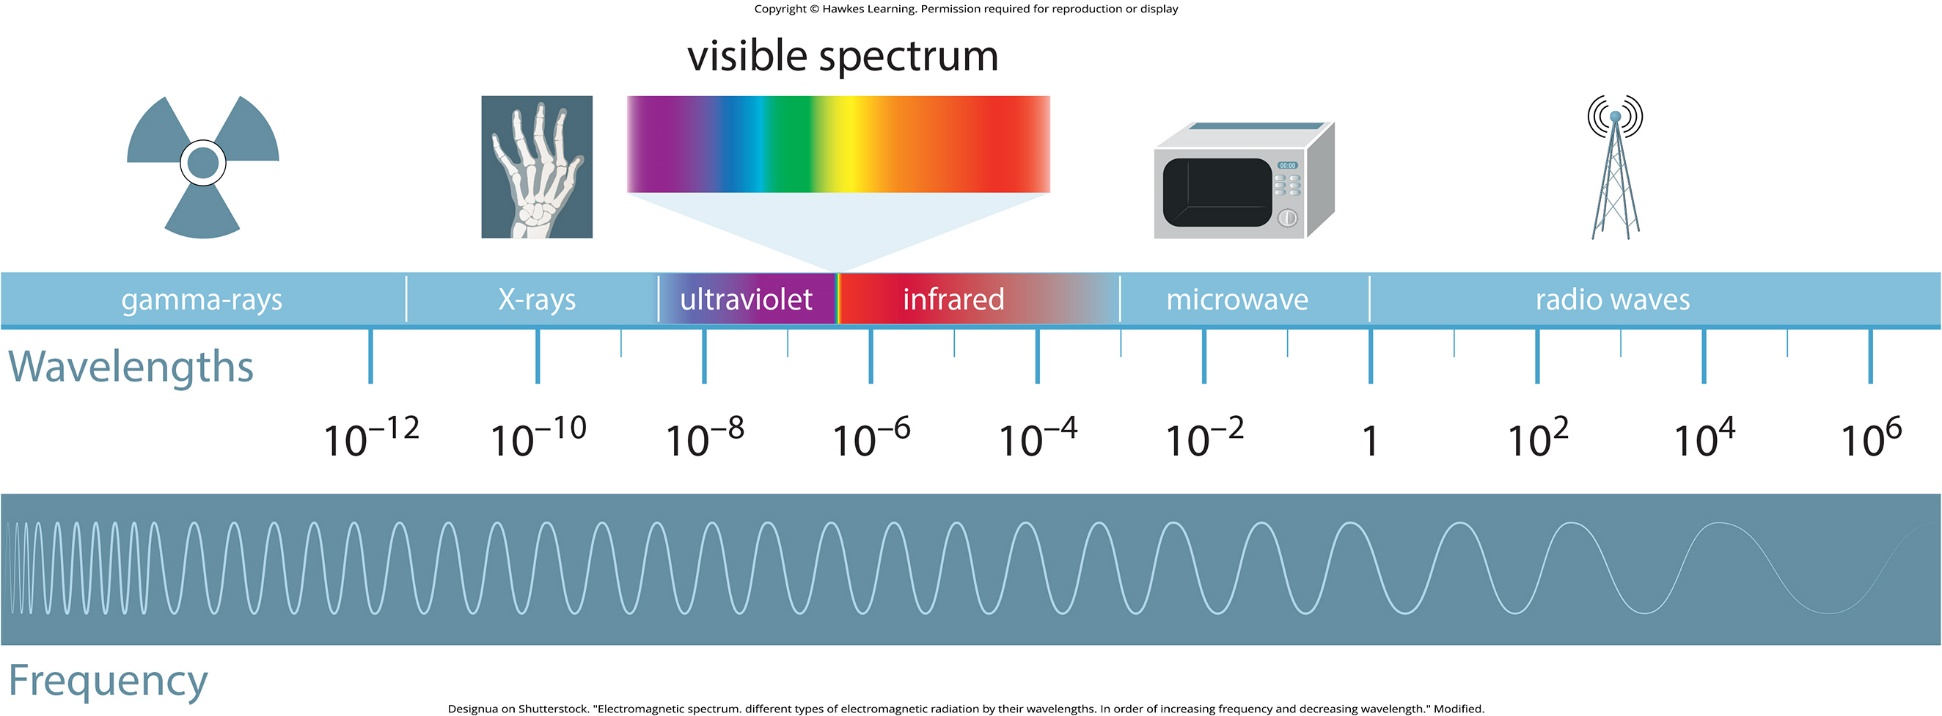 Copyright © Hawkes Learning. Permission required for reproduction or display
visible spectrum
00:00
gamma-rays X-rays ultraviolet infrared microwave radio waves
Wavelengths
10⁻¹² 10⁻¹⁰ 10⁻⁸ 10⁻⁶ 10⁻⁴ 10⁻² 1 10² 10⁴ 10⁶
Frequency
Designua on Shutterstock. "Electromagnetic spectrum. different types of electromagnetic radiation by their wavelengths. In order of increasing frequency and decreasing wavelength." Modified.